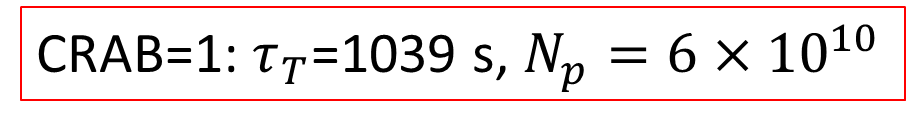 CRAB=1: τ_T=1039 s, N_p = 6 × 10^10